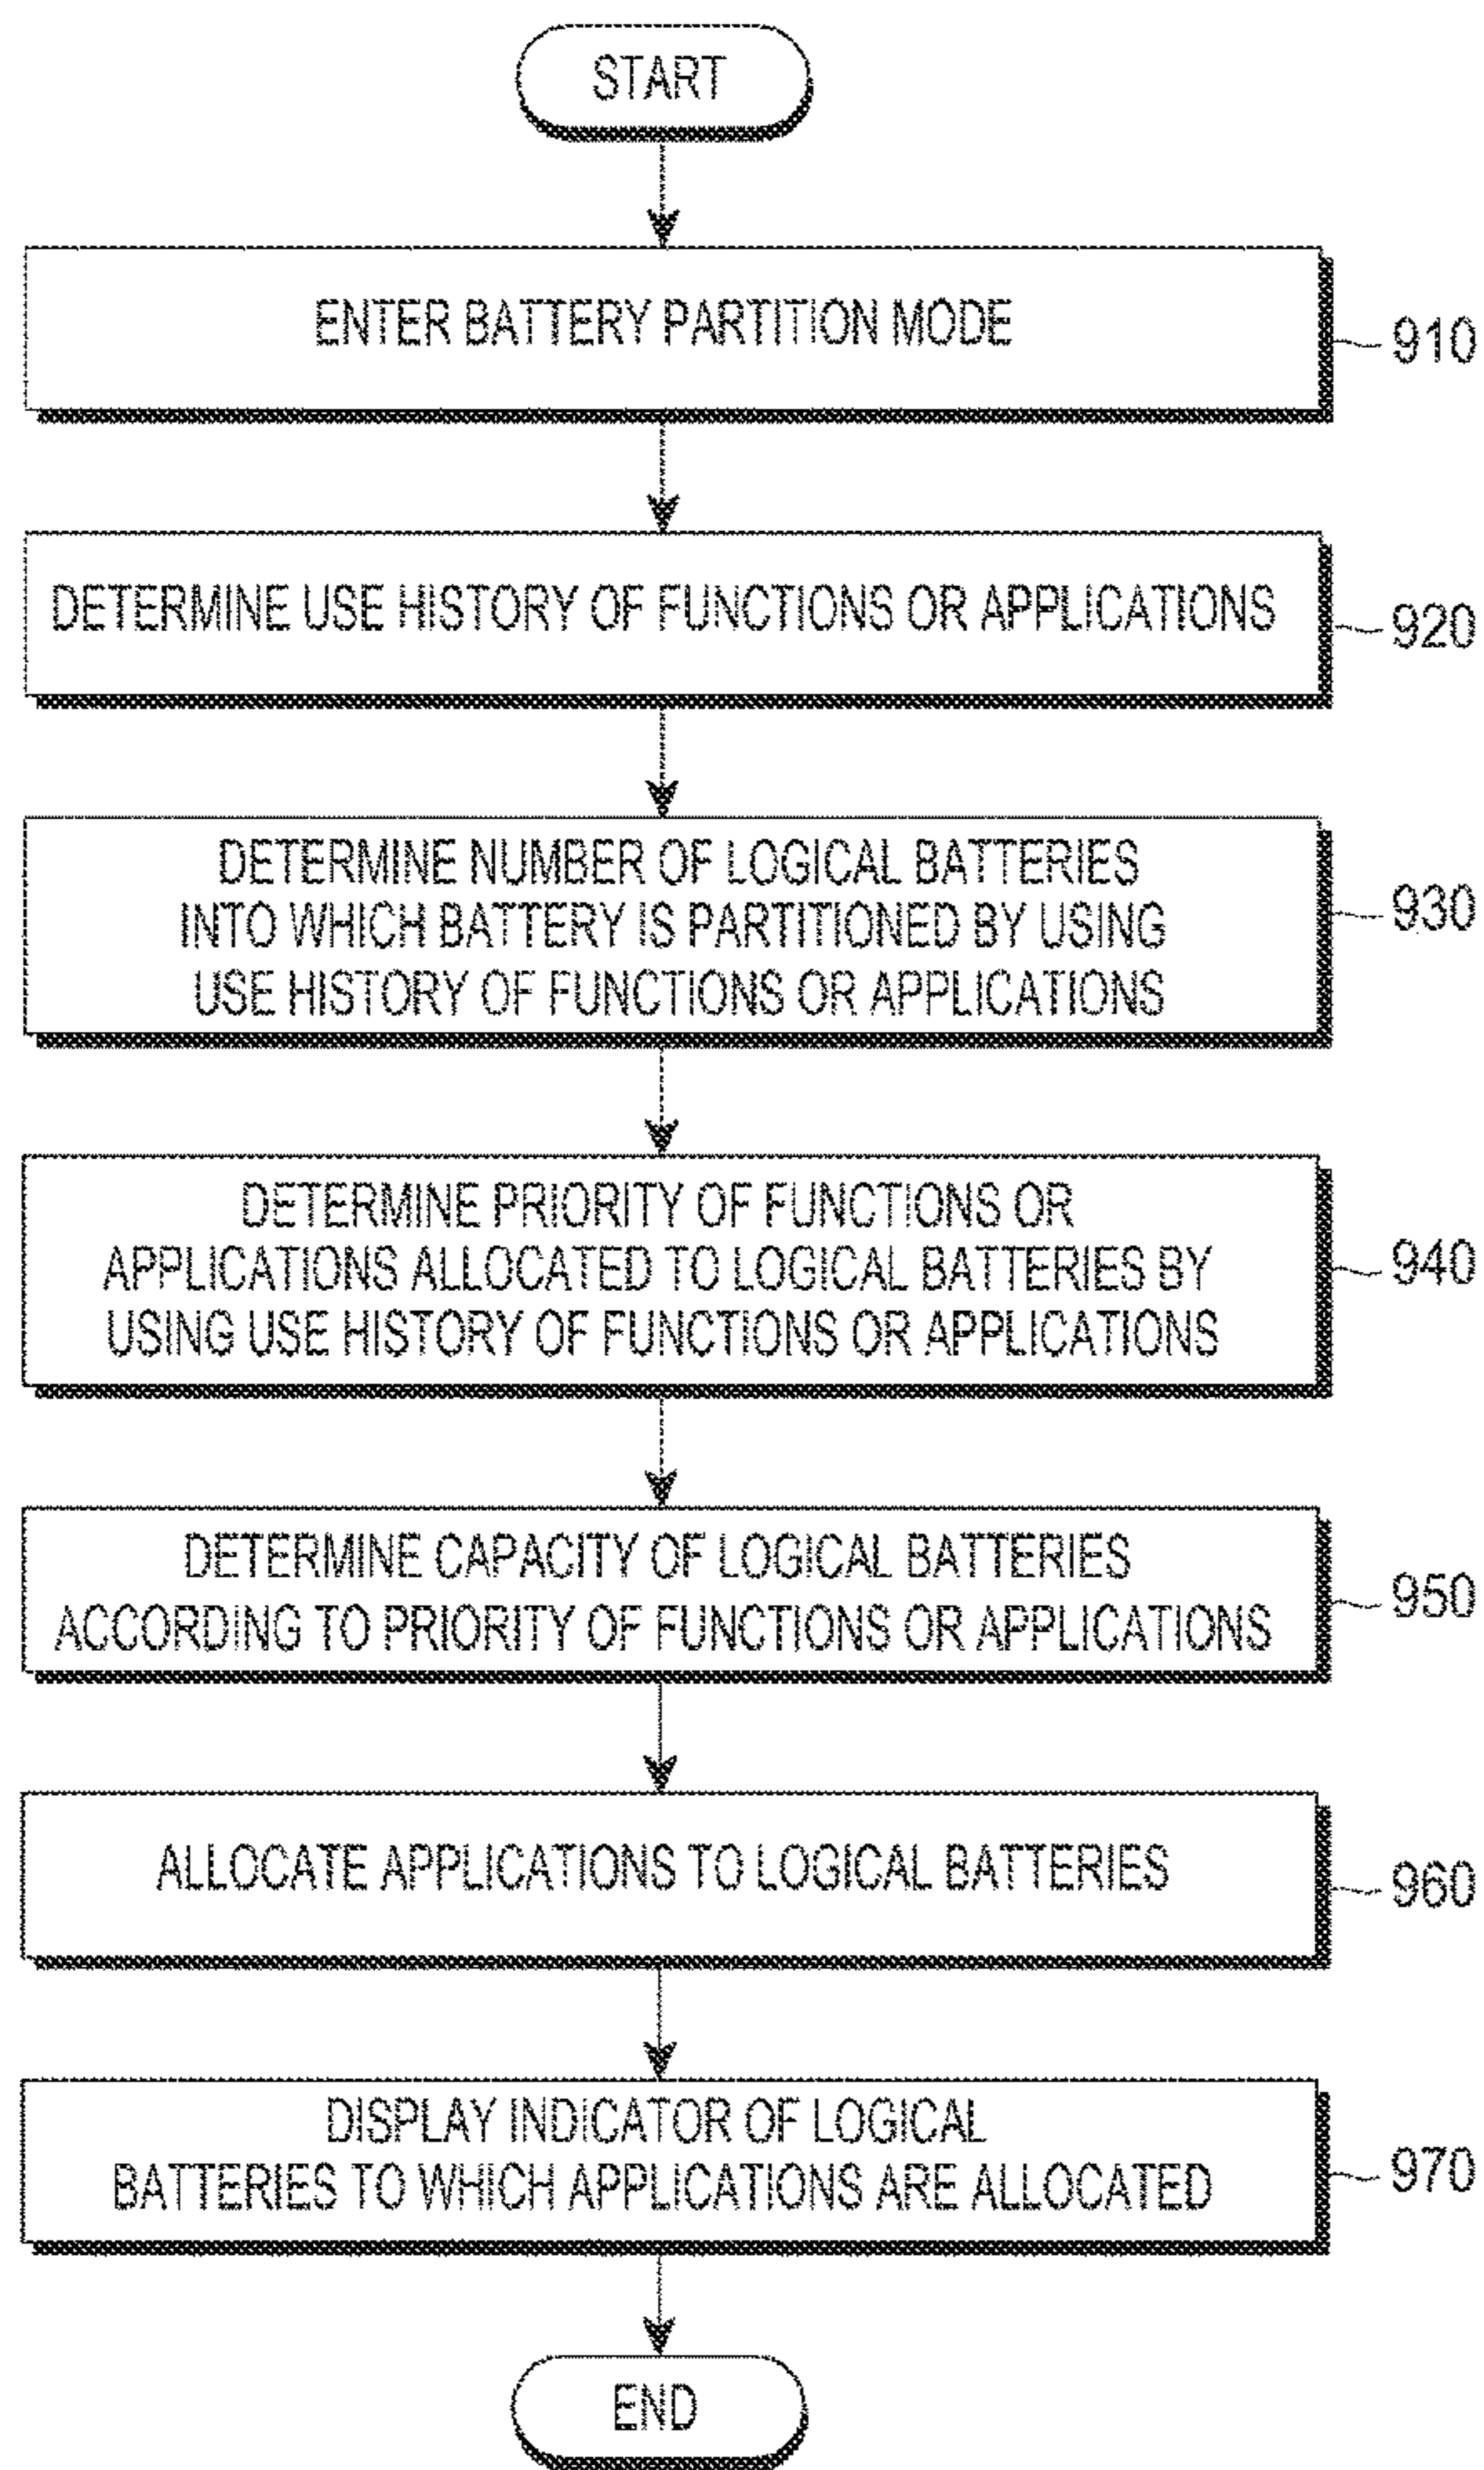 START
ENTER BATTERY PARTITION MODE
910
DETERMINE USE HISTORY OF FUNCTIONS OR APPLICATIONS
920
DETERMINE NUMBER OF LOGICAL BATTERIES
INTO WHICH BATTERY IS PARTITIONED BY USING
USE HISTORY OF FUNCTIONS OR APPLICATIONS
930
DETERMINE PRIORITY OF FUNCTIONS OR
APPLICATIONS ALLOCATED TO LOGICAL BATTERIES BY
USING USE HISTORY OF FUNCTIONS OR APPLICATIONS
940
DETERMINE CAPACITY OF LOGICAL BATTERIES
ACCORDING TO PRIORITY OF FUNCTIONS OR APPLICATIONS
950
ALLOCATE APPLICATIONS TO LOGICAL BATTERIES
960
DISPLAY INDICATOR OF LOGICAL
BATTERIES TO WHICH APPLICATIONS ARE ALLOCATED
970
END